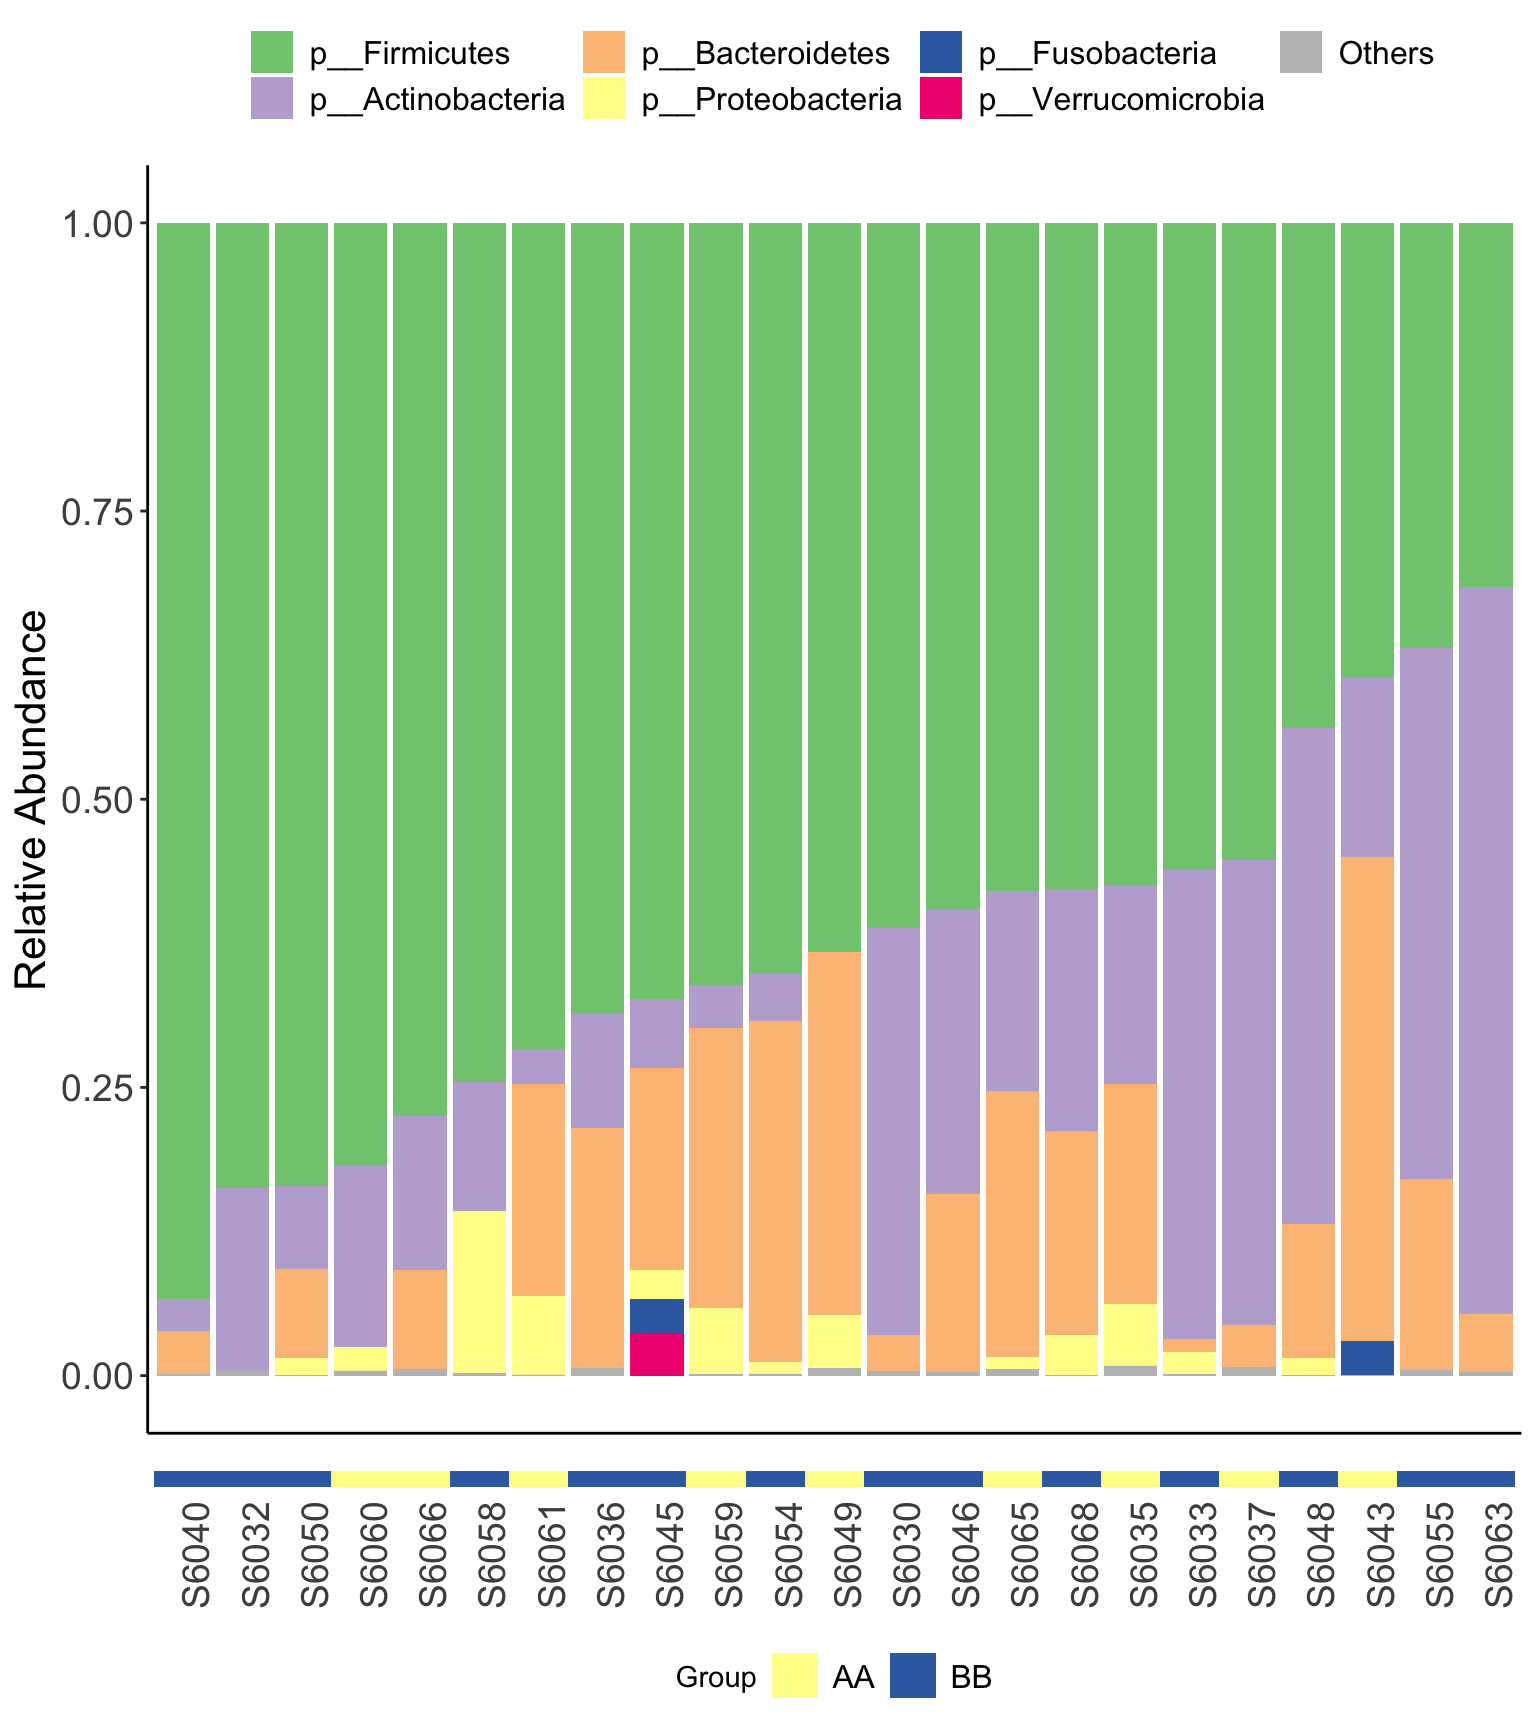 p__Firmicutes p__Bacteroidetes p__Fusobacteria Others
p__Actinobacteria p__Proteobacteria p__Verrucomicrobia
Relative Abundance
1.00
0.75
0.50
0.25
0.00
S6040 S6032 S6050 S6060 S6066 S6058 S6061 S6036 S6045 S6059 S6054 S6049 S6030 S6046 S6065 S6068 S6035 S6033 S6037 S6048 S6043 S6055 S6063
Group AA BB